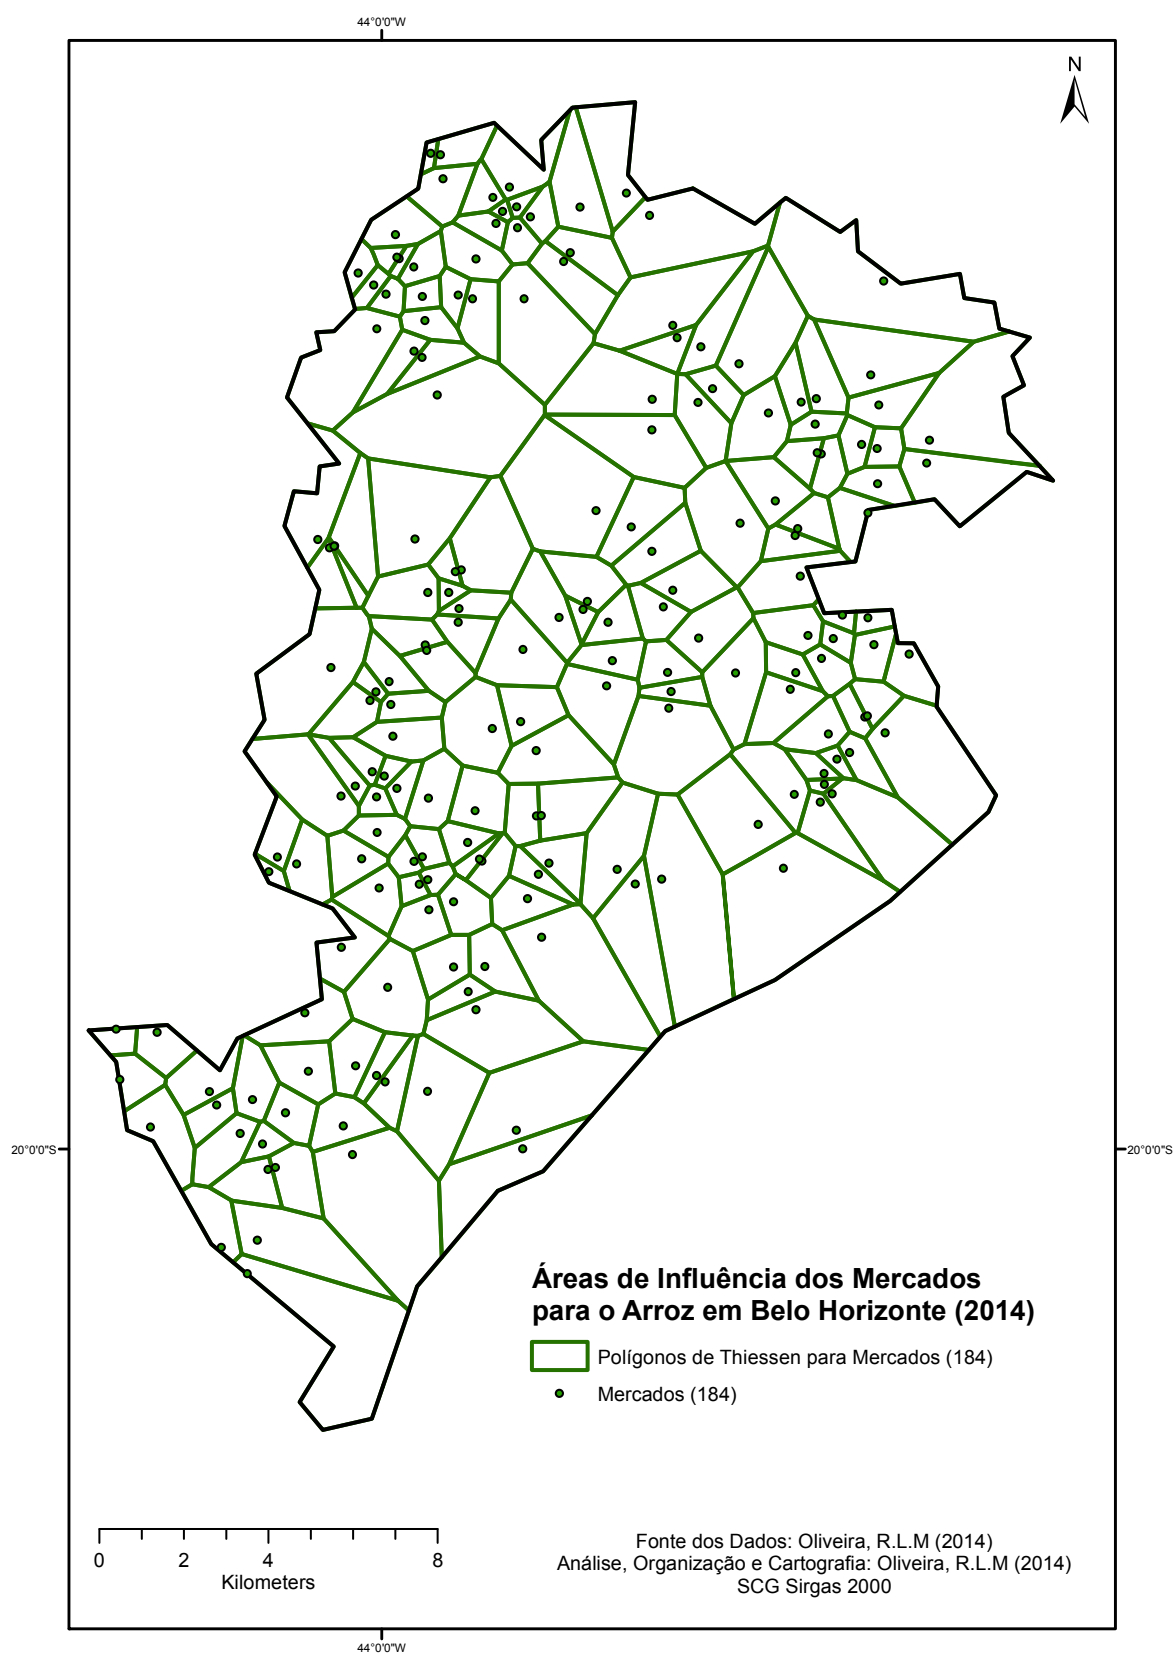 44°0'0"W
N
20°0'0"S
20°0'0"S
Áreas de Influência dos Mercados
para o Arroz em Belo Horizonte (2014)
Polígonos de Thiessen para Mercados (184)
Mercados (184)
0 2 4 8
Kilometers
Fonte dos Dados: Oliveira, R.L.M (2014)
Análise, Organização e Cartografia: Oliveira, R.L.M (2014)
SCG Sirgas 2000
44°0'0"W